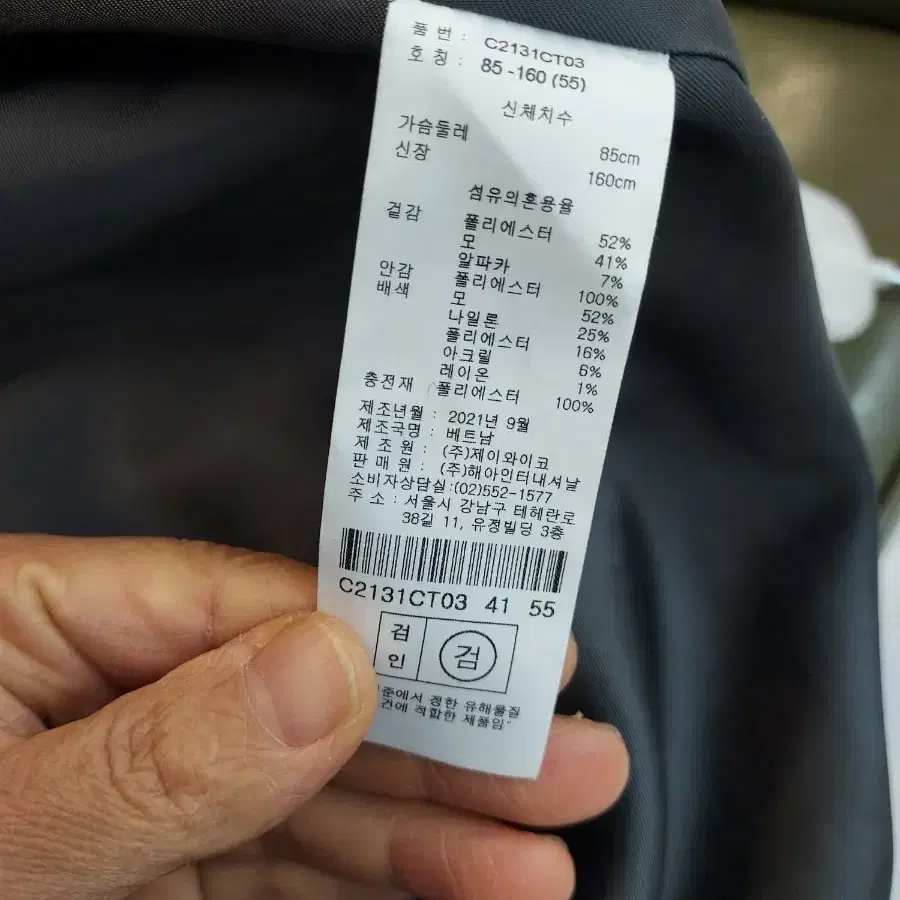 품 번 : C2131CT03
호 칭 : 85-160 (55)
신체치수
가슴둘레 85cm
신장 160cm
섬유의혼용율
겉감 폴리에스터 52%
모 41%
알파카 7%
안감 폴리에스터 100%
배색 모 52%
나일론 25%
폴리에스터 16%
아크릴 6%
레이온 1%
충전재 폴리에스터 100%
제조년월 : 2021년 9월
제조국명 : 베트남
제 조 원 : (주)제이와이코
판 매 원 : (주)해아인터내셔날
소비자상담실:(02)552-1577
주 소 : 서울시 강남구 테헤란로
38길 11, 유정빌딩 3층
C2131CT03 41 55
검인 검
준에서 정한 유해물질
건에 적합한 제품임"